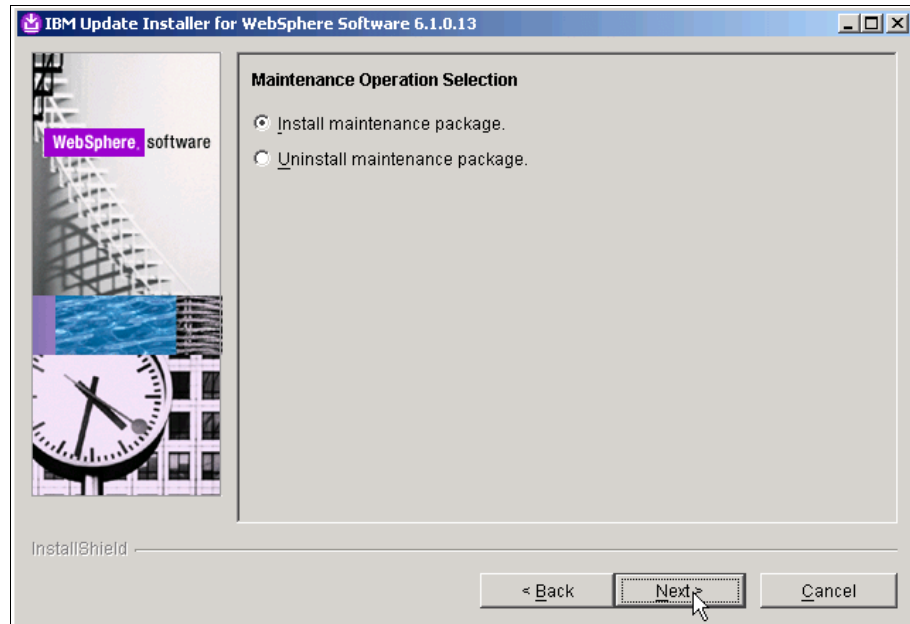 IBM Update Installer for WebSphere Software 6.1.0.13
WebSphere. software
Maintenance Operation Selection
Install maintenance package.
Uninstall maintenance package.
InstallShield
< Back
Next >
Cancel